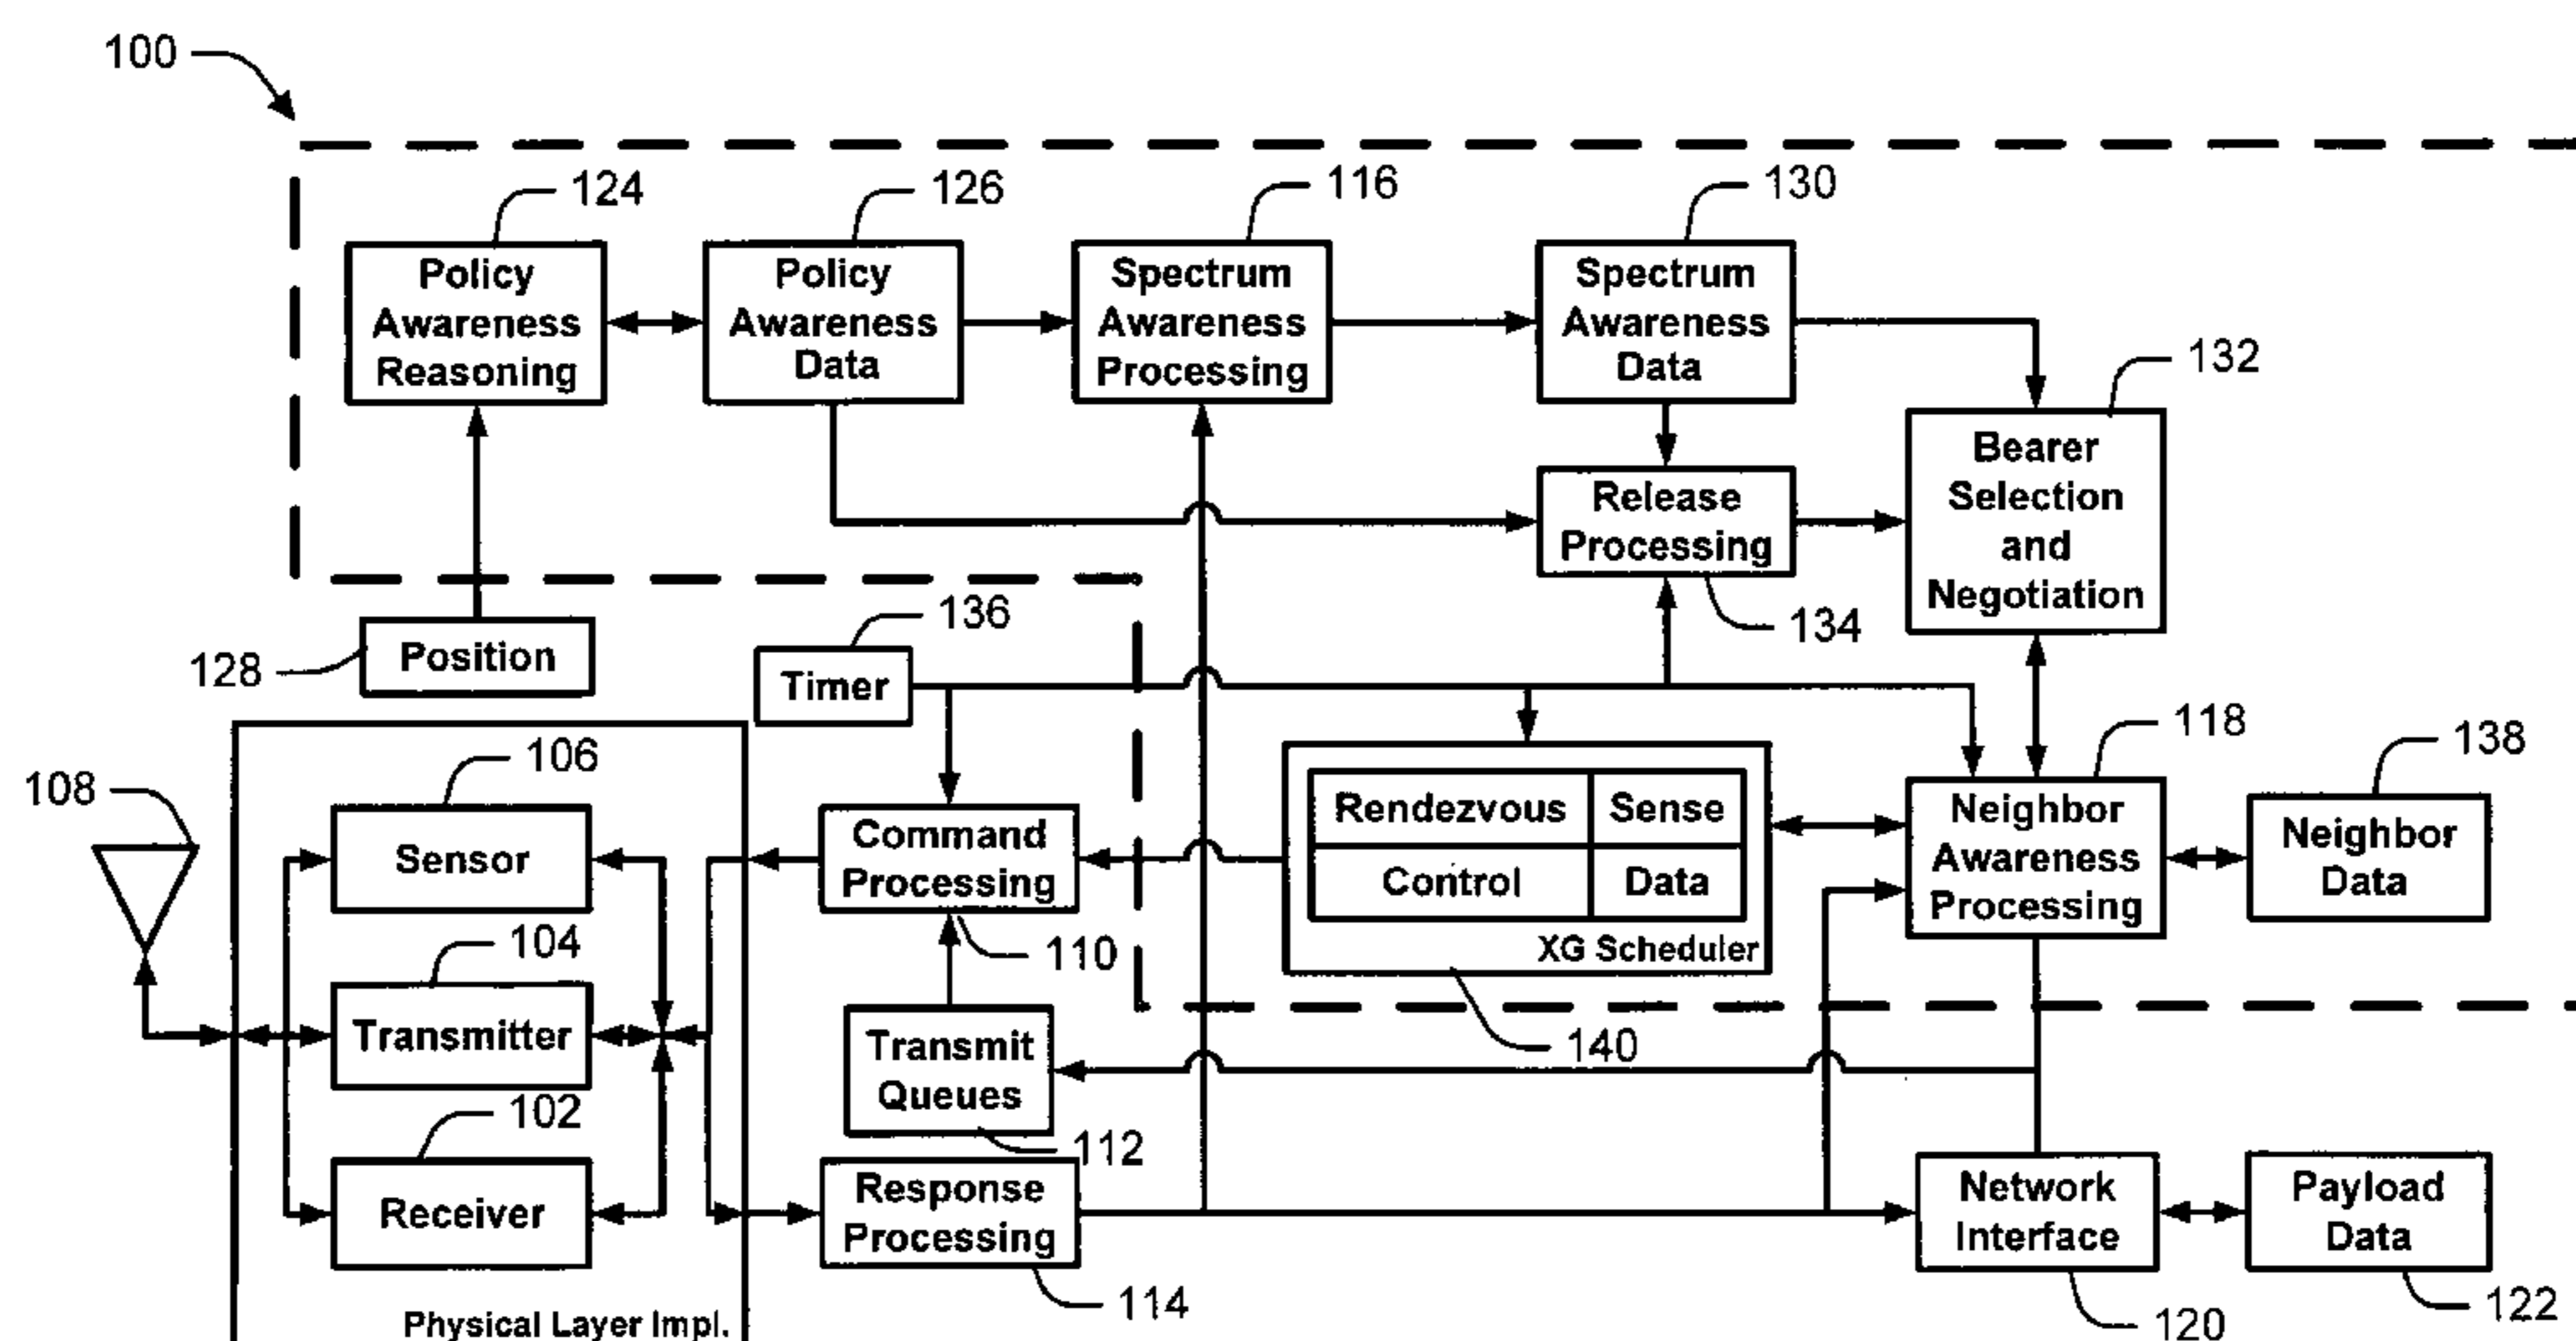 100
124
126
116
130
Policy
Awareness
Reasoning
Policy
Awareness
Data
Spectrum
Awareness
Processing
Spectrum
Awareness
Data
132
Bearer
Selection
and
Negotiation
Release
Processing
134
136
128
Position
Timer
118
138
106
108
Sensor
Command
Processing
110
Rendezvous
Sense
Control
Data
XG Scheduler
140
Neighbor
Awareness
Processing
Neighbor
Data
104
Transmitter
Transmit
Queues
112
102
Receiver
Response
Processing
114
Network
Interface
120
Payload
Data
122
Physical Layer Impl.